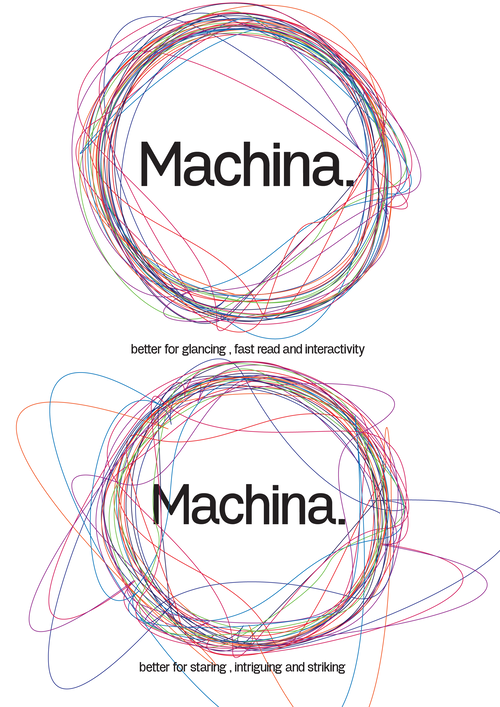 Machina.
better for glancing , fast read and interactivity
Machina.
better for staring , intriguing and striking